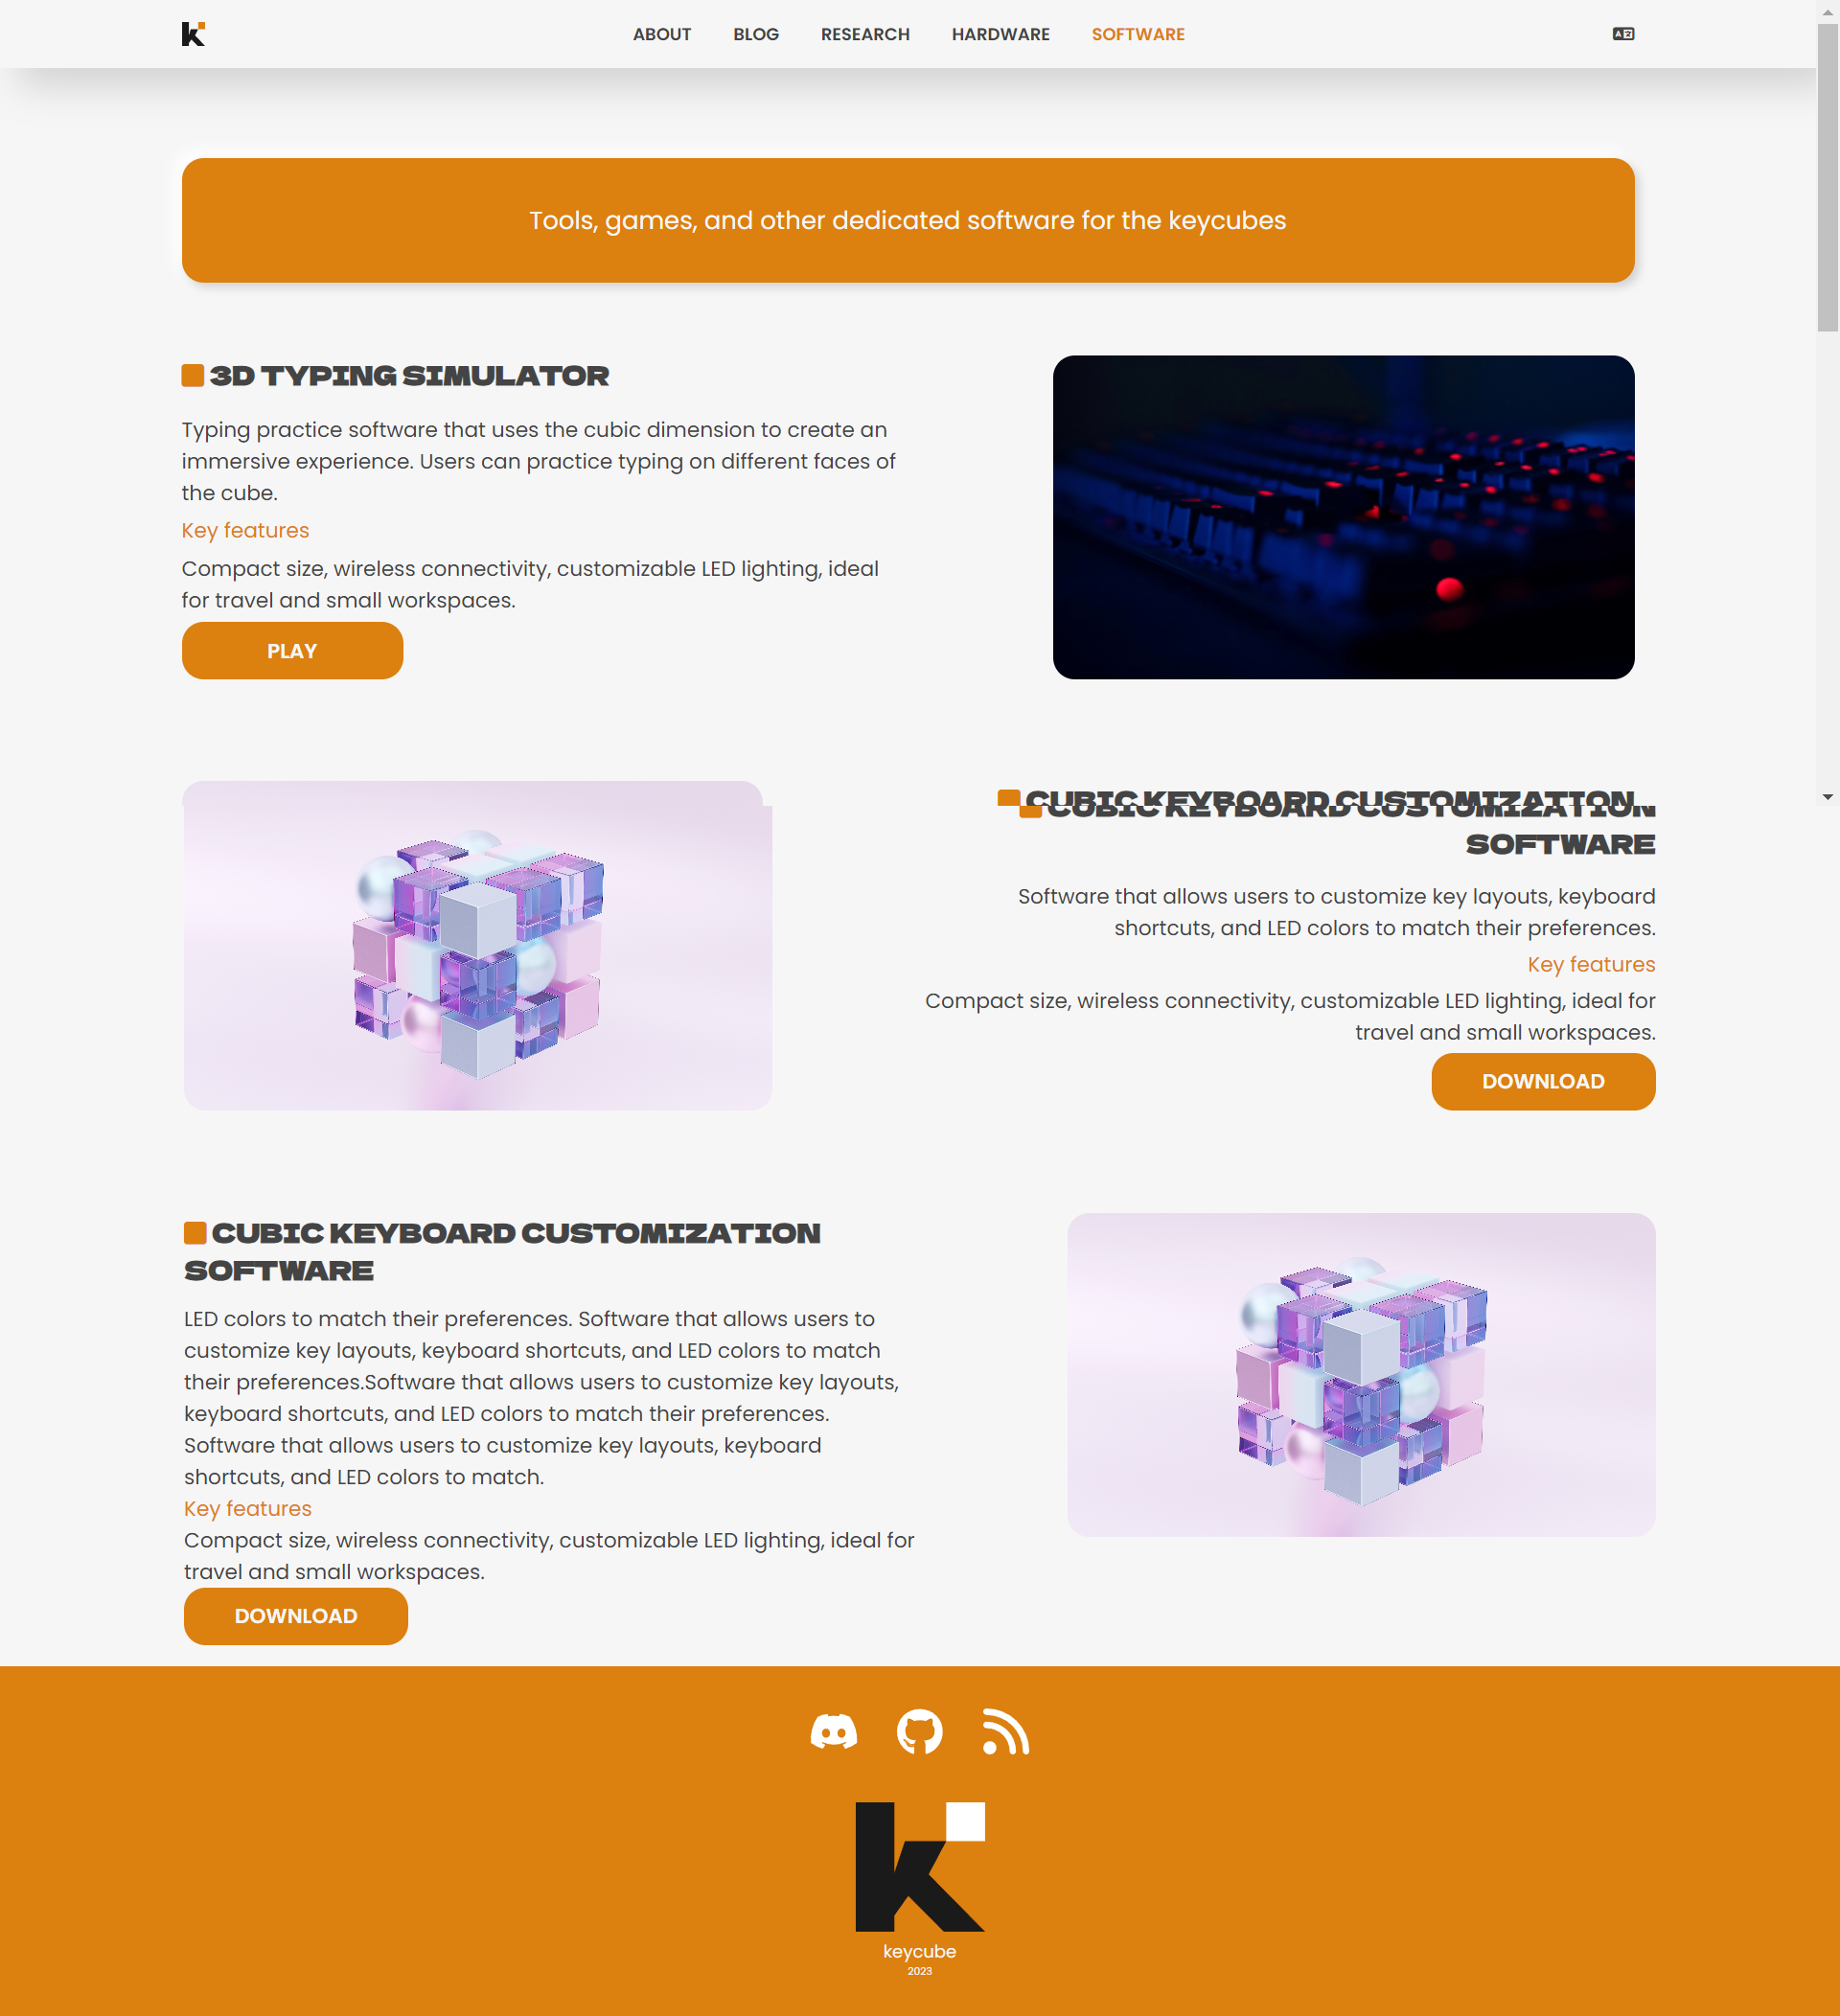 ABOUT BLOG RESEARCH HARDWARE SOFTWARE
Tools, games, and other dedicated software for the keycubes
3D TYPING SIMULATOR
Typing practice software that uses the cubic dimension to create an
immersive experience. Users can practice typing on different faces of
the cube.
Key features
Compact size, wireless connectivity, customizable LED lighting, ideal
for travel and small workspaces.
PLAY
CUBIC KEYBOARD CUSTOMIZATION
CUBIC KEYBOARD CUSTOMIZATION
SOFTWARE
Software that allows users to customize key layouts, keyboard
shortcuts, and LED colors to match their preferences.
Key features
Compact size, wireless connectivity, customizable LED lighting, ideal for
travel and small workspaces.
DOWNLOAD
CUBIC KEYBOARD CUSTOMIZATION
SOFTWARE
LED colors to match their preferences. Software that allows users to
customize key layouts, keyboard shortcuts, and LED colors to match
their preferences.Software that allows users to customize key layouts,
keyboard shortcuts, and LED colors to match their preferences.
Software that allows users to customize key layouts, keyboard
shortcuts, and LED colors to match.
Key features
Compact size, wireless connectivity, customizable LED lighting, ideal for
travel and small workspaces.
DOWNLOAD
keycube
2023